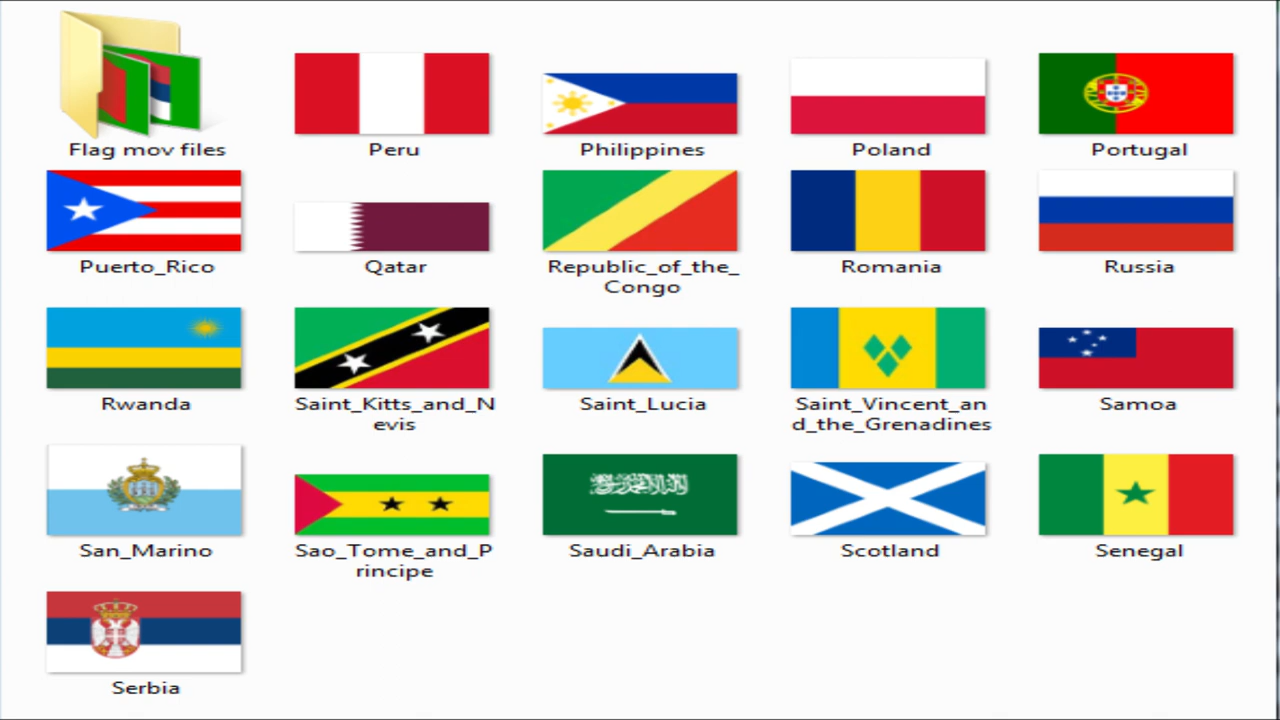 Flag mov files
Peru
Philippines
Poland
Portugal
Puerto_Rico
Qatar
Republic_of_the_
Congo
Romania
Russia
Rwanda
Saint_Kitts_and_N
evis
Saint_Lucia
Saint_Vincent_an
d_the_Grenadines
Samoa
San_Marino
Sao_Tome_and_P
rincipe
Saudi_Arabia
Scotland
Senegal
Serbia